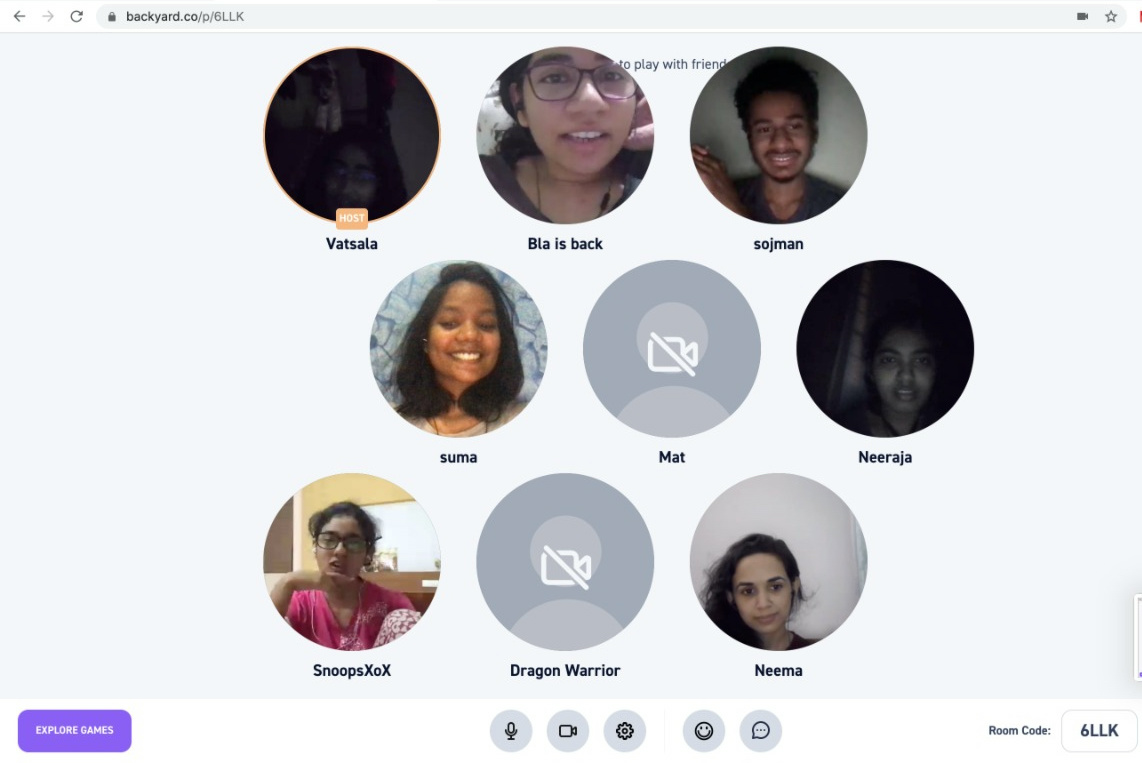 backyard.co/p/6LLK
to play with friend
HOST
Vatsala
Bla is back
sojman
suma
Mat
Neeraja
SnoopsXoX
Dragon Warrior
Neema
EXPLORE GAMES
Room Code:
6LLK